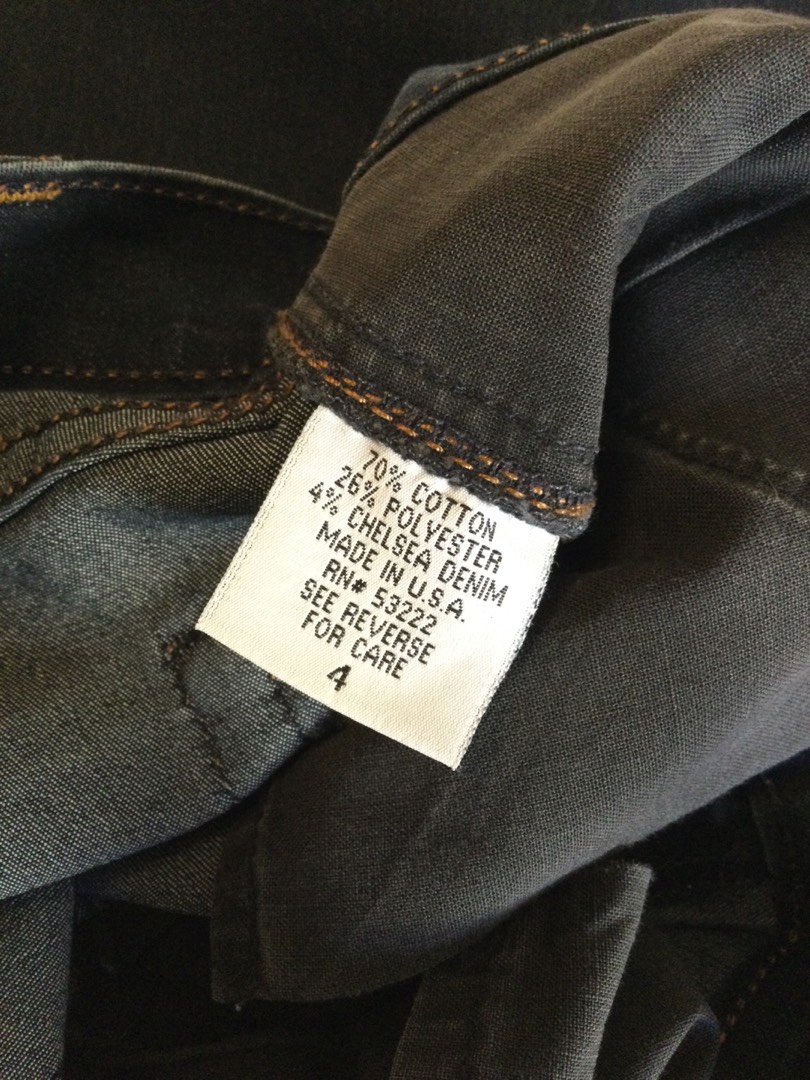 70% COTTON
26% POLYESTER
4% CHELSEA DENIM
MADE IN U.S.A.
RN# 53222
SEE REVERSE
FOR CARE
4